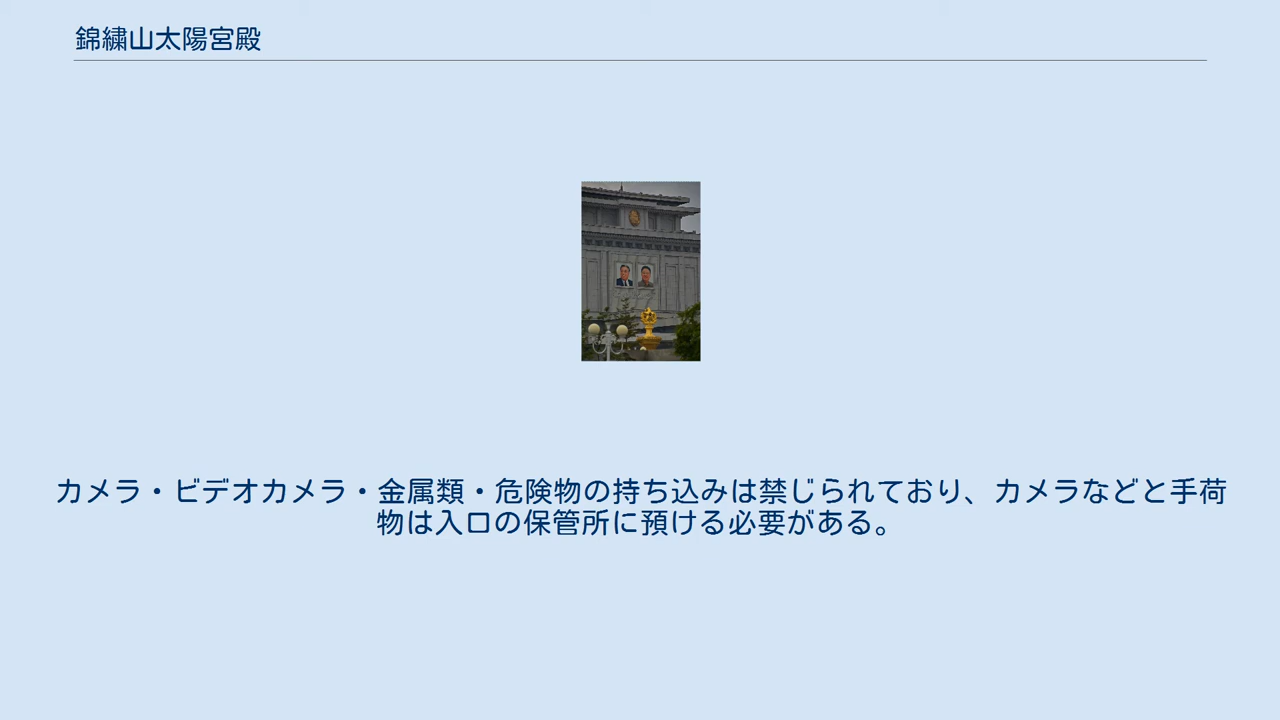 錦繍山太陽宮殿
カメラ・ビデオカメラ・金属類・危険物の持ち込みは禁じられており、カメラなどと手荷
物は入口の保管所に預ける必要がある。